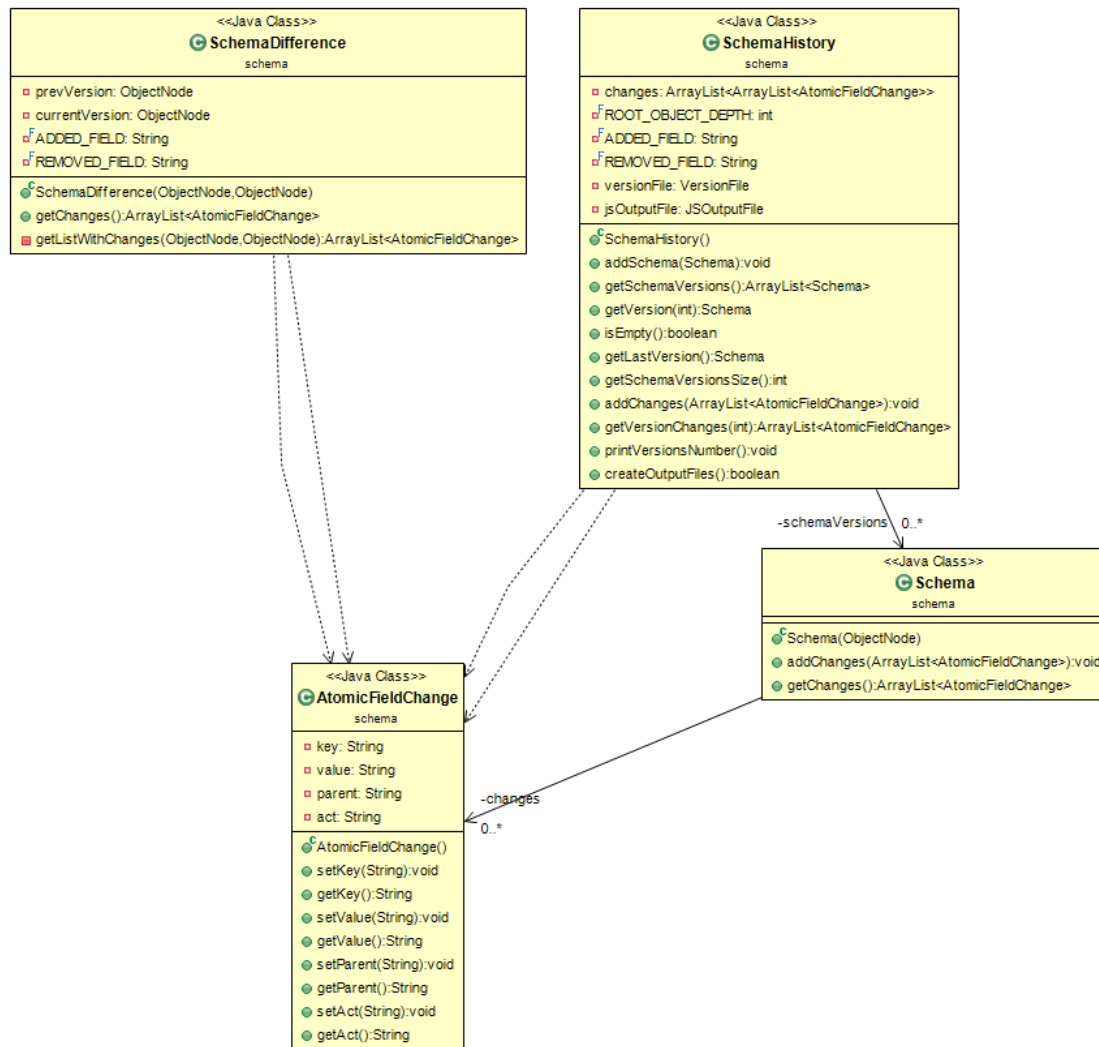 <<Java Class>>
SchemaDifference
schema
prevVersion: ObjectNode
currentVersion: ObjectNode
ADDED_FIELD: String
REMOVED_FIELD: String
SchemaDifference(ObjectNode,ObjectNode)
getChanges():ArrayList<AtomicFieldChange>
getListWithChanges(ObjectNode,ObjectNode):ArrayList<AtomicFieldChange>
<<Java Class>>
SchemaHistory
schema
changes: ArrayList<ArrayList<AtomicFieldChange>>
ROOT_OBJECT_DEPTH: int
ADDED_FIELD: String
REMOVED_FIELD: String
versionFile: VersionFile
jsOutputFile: JSOutputFile
SchemaHistory()
addSchema(Schema):void
getSchemaVersions():ArrayList<Schema>
getVersion(int):Schema
isEmpty():boolean
getLastVersion():Schema
getSchemaVersionsSize():int
addChanges(ArrayList<AtomicFieldChange>):void
getVersionChanges(int):ArrayList<AtomicFieldChange>
printVersionsNumber():void
createOutputFiles():boolean
-schemaVersions 0..*
<<Java Class>>
Schema
schema
Schema(ObjectNode)
addChanges(ArrayList<AtomicFieldChange>):void
getChanges():ArrayList<AtomicFieldChange>
-changes
0..*
<<Java Class>>
AtomicFieldChange
schema
key: String
value: String
parent: String
act: String
AtomicFieldChange()
setKey(String):void
getKey():String
setValue(String):void
getValue():String
setParent(String):void
getParent():String
setAct(String):void
getAct():String